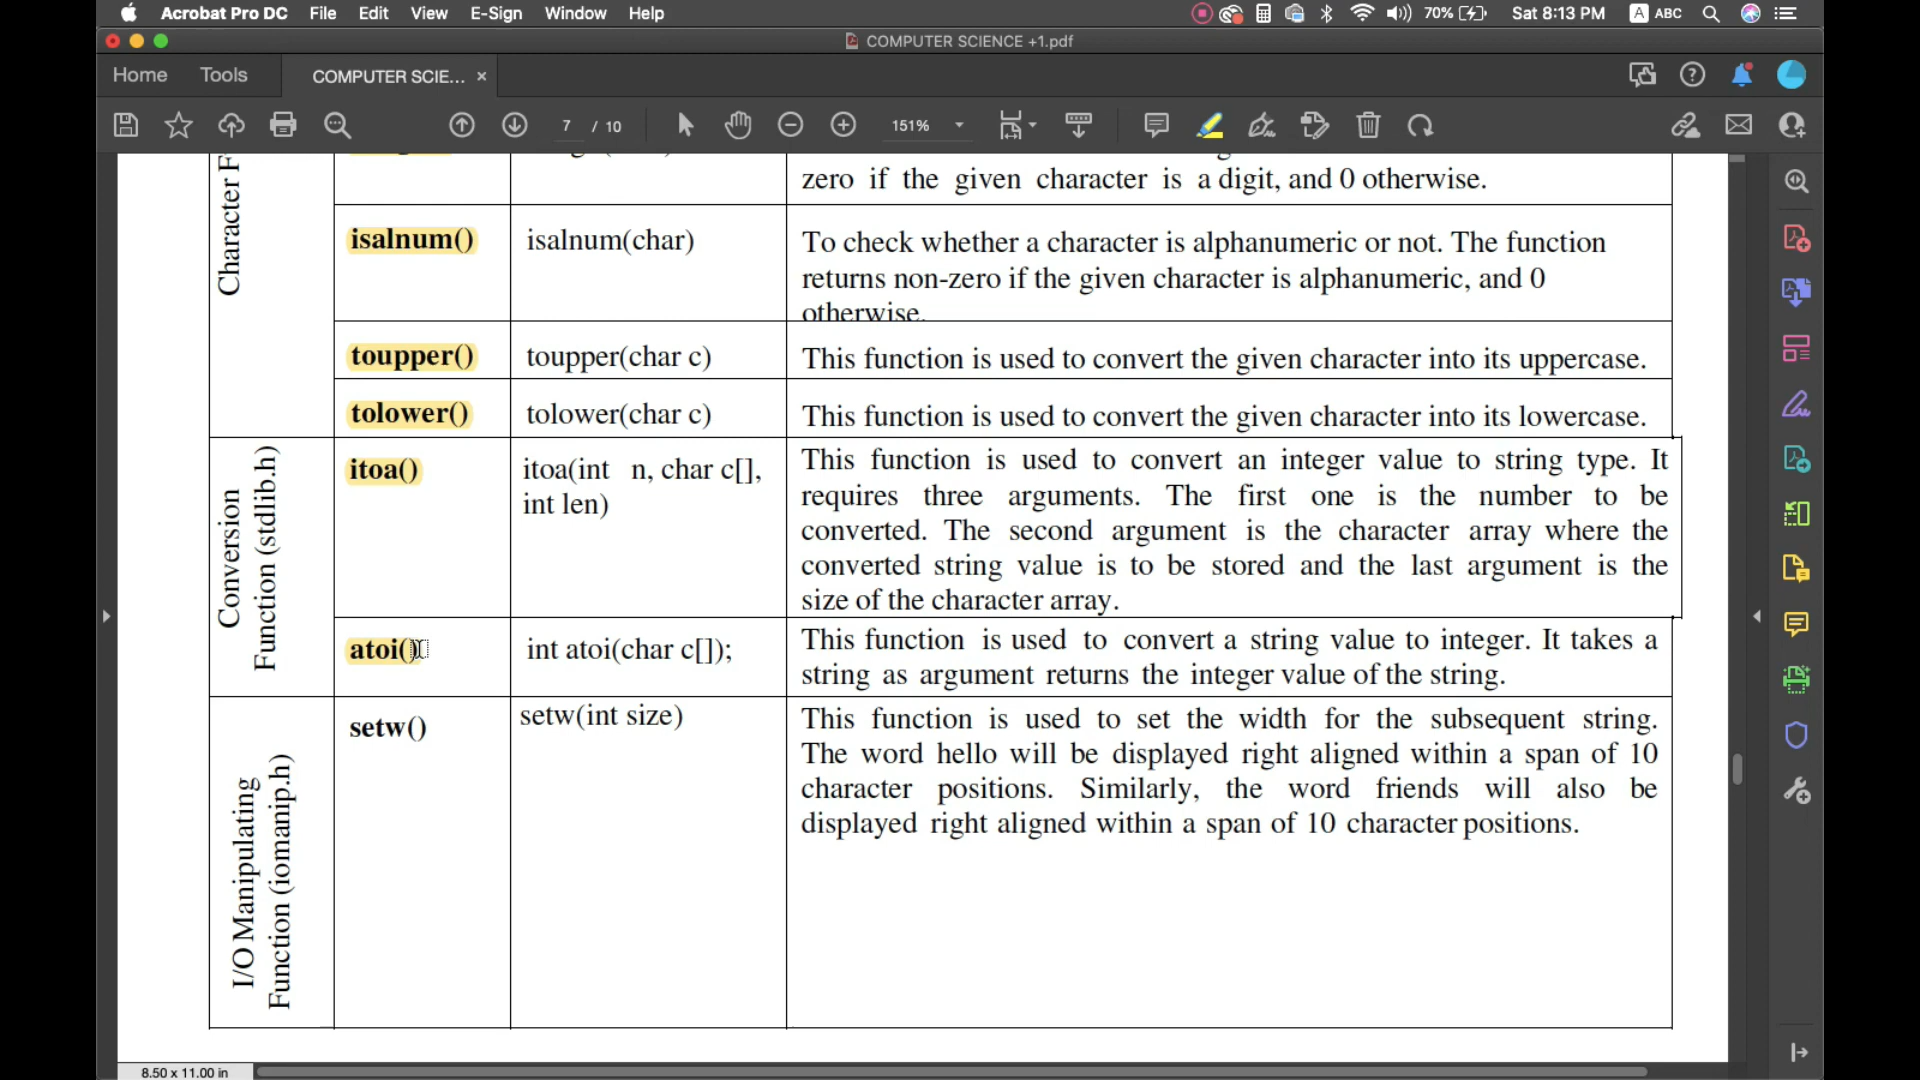 Acrobat Pro DC File Edit View E-Sign Window Help 70% Sat 8:13 PM A ABC
COMPUTER SCIENCE +1.pdf
Home Tools COMPUTER SCIE... ×
7 / 10 151%
Character F
zero if the given character is a digit, and 0 otherwise.
isalnum() isalnum(char) To check whether a character is alphanumeric or not. The function
returns non-zero if the given character is alphanumeric, and 0
otherwise.
toupper() toupper(char c) This function is used to convert the given character into its uppercase.
tolower() tolower(char c) This function is used to convert the given character into its lowercase.
Conversion
Function (stdlib.h)
itoa() itoa(int n, char c[], This function is used to convert an integer value to string type. It
int len) requires three arguments. The first one is the number to be
converted. The second argument is the character array where the
converted string value is to be stored and the last argument is the
size of the character array.
atoi() int atoi(char c[]); This function is used to convert a string value to integer. It takes a
string as argument returns the integer value of the string.
I/O Manipulating
Function (iomanip.h)
setw() setw(int size) This function is used to set the width for the subsequent string.
The word hello will be displayed right aligned within a span of 10
character positions. Similarly, the word friends will also be
displayed right aligned within a span of 10 character positions.
8.50 x 11.00 in